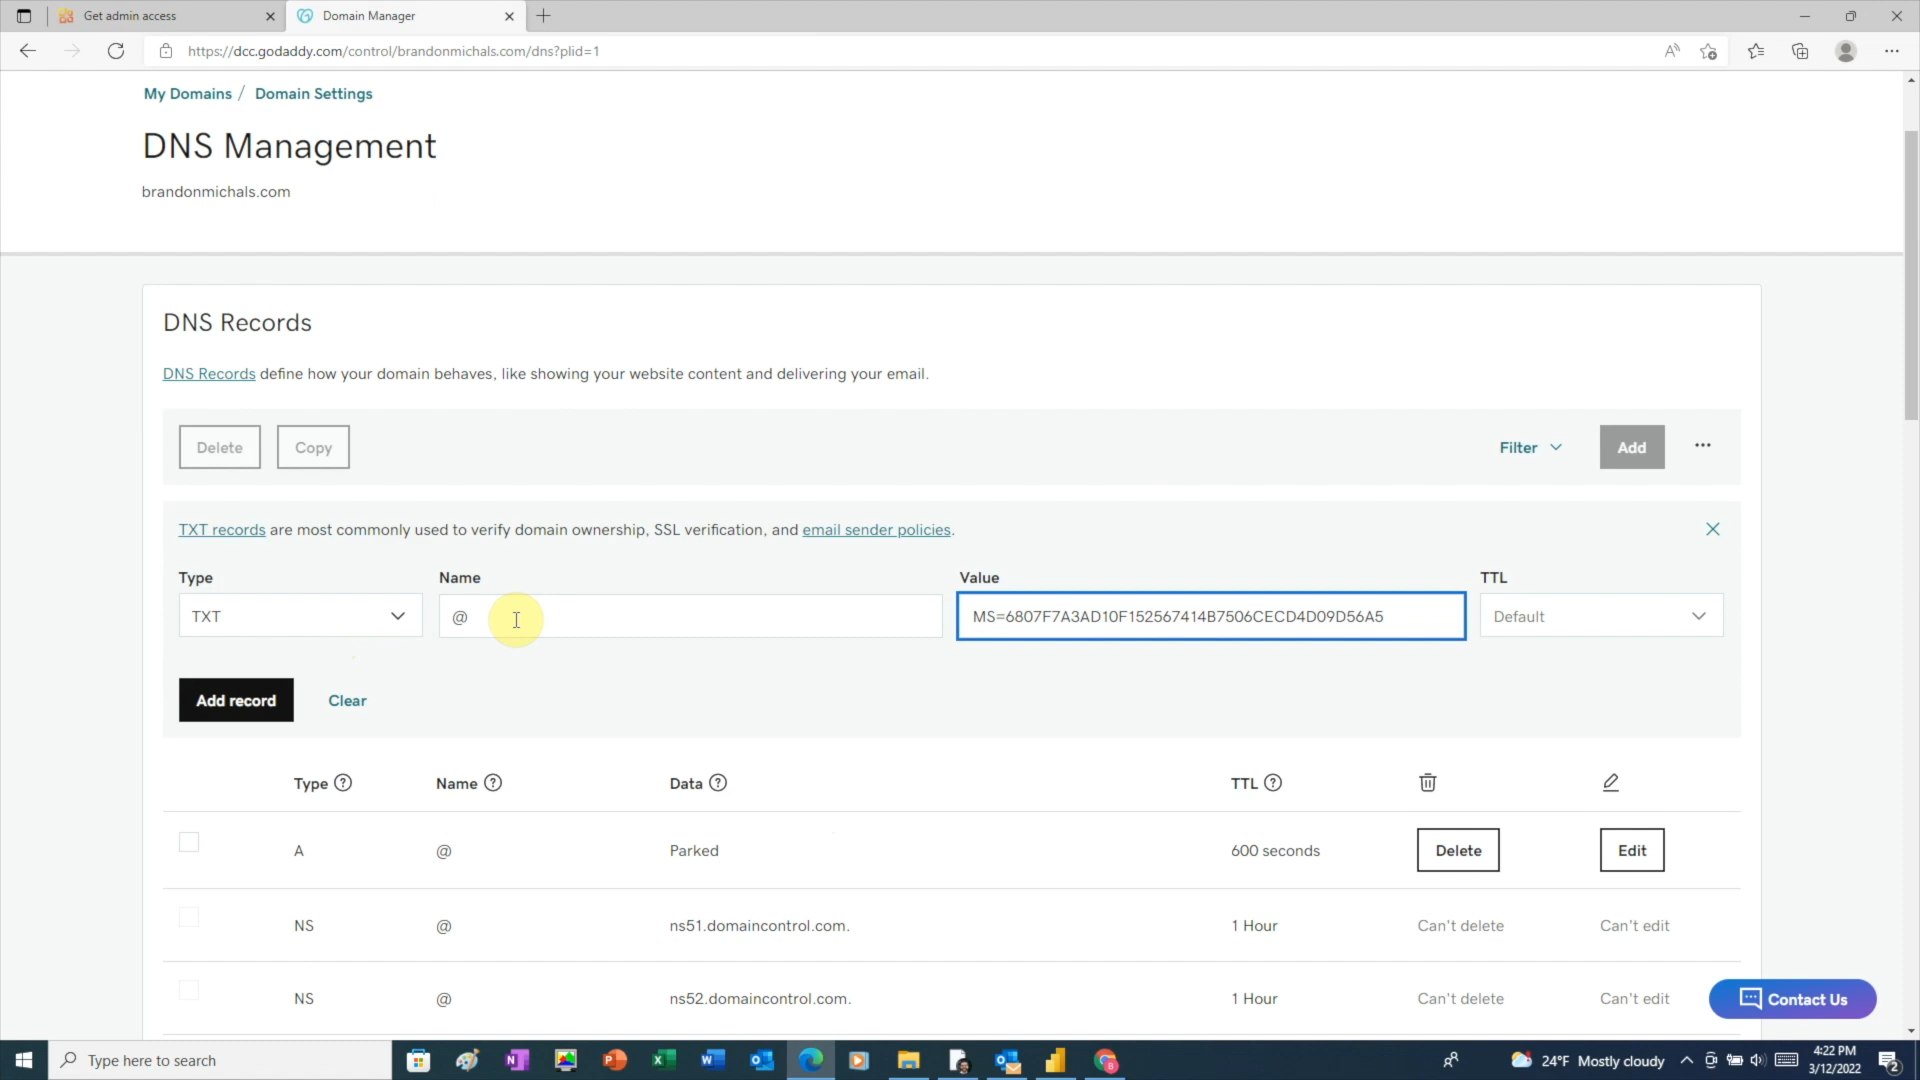 Get admin access
Domain Manager
https://dcc.godaddy.com/control/brandonmichals.com/dns?plid=1
My Domains / Domain Settings
DNS Management
brandonmichals.com
DNS Records
DNS Records define how your domain behaves, like showing your website content and delivering your email.
Delete Copy Filter Add ...
TXT records are most commonly used to verify domain ownership, SSL verification, and email sender policies.
Type Name Value TTL
TXT @ MS=6807F7A3AD10F152567414B7506CECD4D09D56A5 Default
Add record Clear
Type ? Name ? Data ? TTL ?
A @ Parked 600 seconds Delete Edit
NS @ ns51.domaincontrol.com. 1 Hour Can't delete Can't edit
NS @ ns52.domaincontrol.com. 1 Hour Can't delete Can't edit
Contact Us
Type here to search
24°F Mostly cloudy
4:22 PM
3/12/2022
2